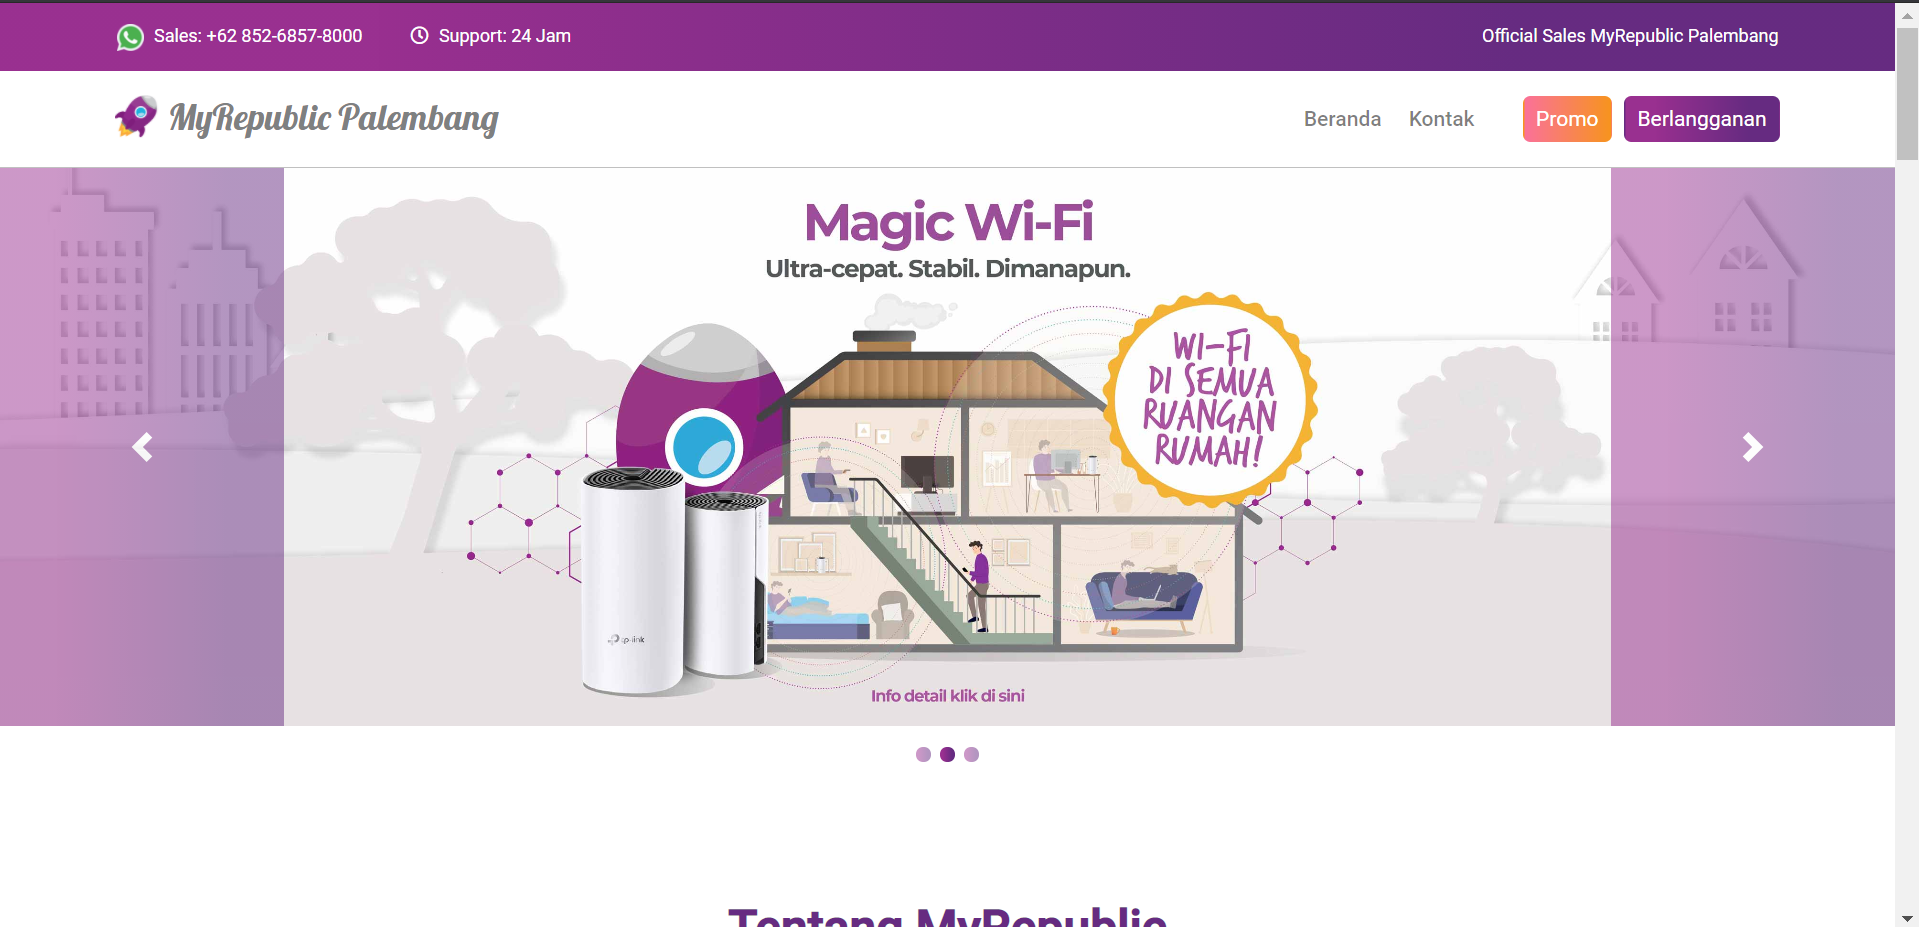 Sales: +62 852-6857-8000
Support: 24 Jam
Official Sales MyRepublic Palembang
MyRepublic Palembang
Beranda
Kontak
Promo
Berlangganan
Magic Wi-Fi
Ultra-cepat. Stabil. Dimanapun.
WI-FI
DI SEMUA
RUANGAN
RUMAH!
tp-link
Info detail klik di sini
Tentang MyRepublic